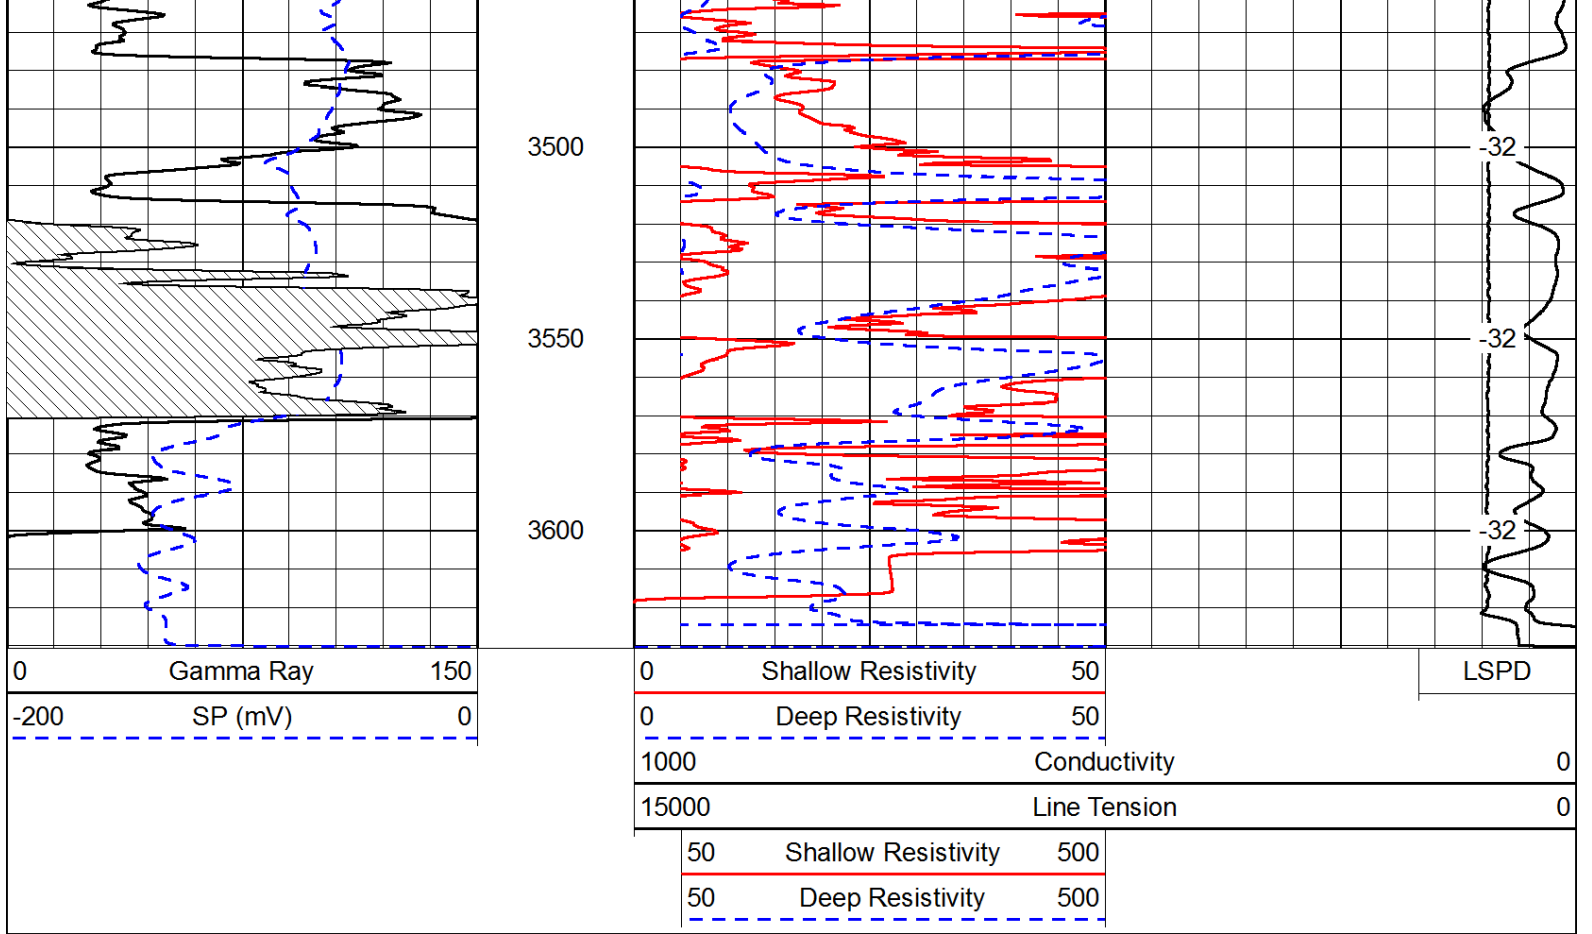 3500
-32
3550
-32
3600
-32
0 Gamma Ray 150
0 Shallow Resistivity 50
LSPD
-200 SP (mV) 0
0 Deep Resistivity 50
1000 Conductivity 0
15000 Line Tension 0
50 Shallow Resistivity 500
50 Deep Resistivity 500